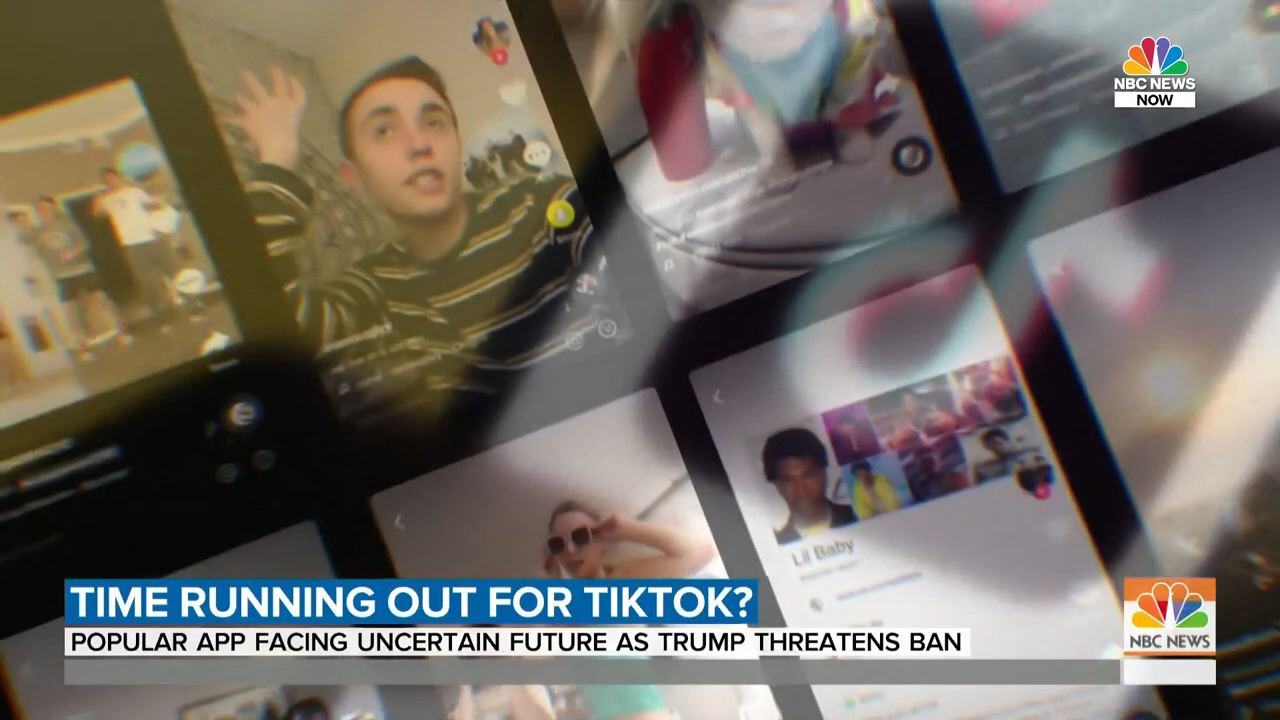 NBC NEWS
NOW
Lil Baby
TIME RUNNING OUT FOR TIKTOK?
POPULAR APP FACING UNCERTAIN FUTURE AS TRUMP THREATENS BAN
NBC NEWS